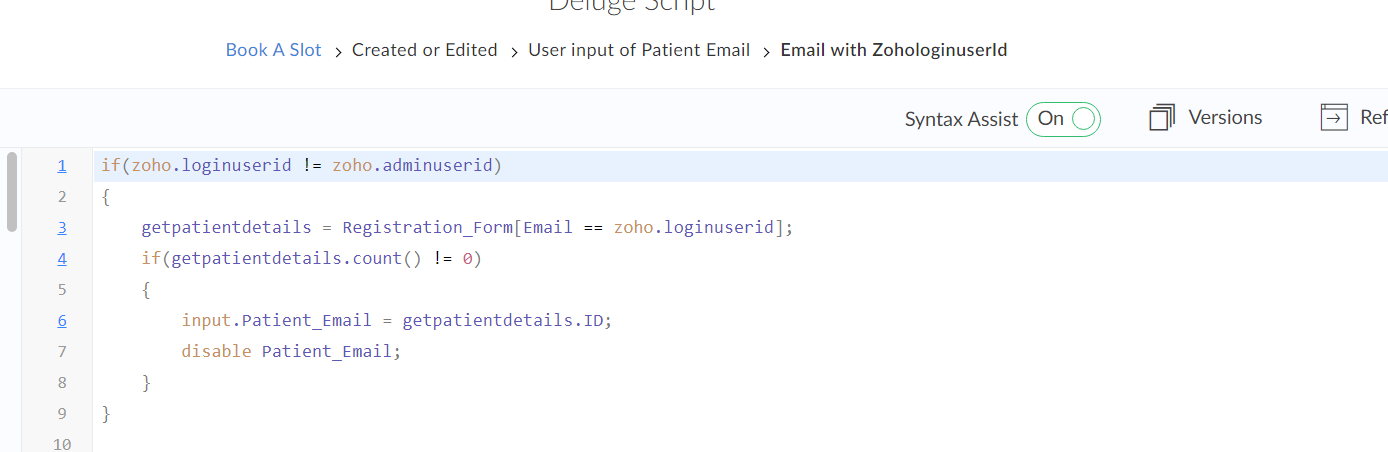 Deluge Script
Book A Slot > Created or Edited > User input of Patient Email > Email with ZohologinuserId
Syntax Assist On Versions Ref
1 if(zoho.loginuserid != zoho.adminuserid)
2 {
3 getpatientdetails = Registration_Form[Email == zoho.loginuserid];
4 if(getpatientdetails.count() != 0)
5 {
6 input.Patient_Email = getpatientdetails.ID;
7 disable Patient_Email;
8 }
9 }
10